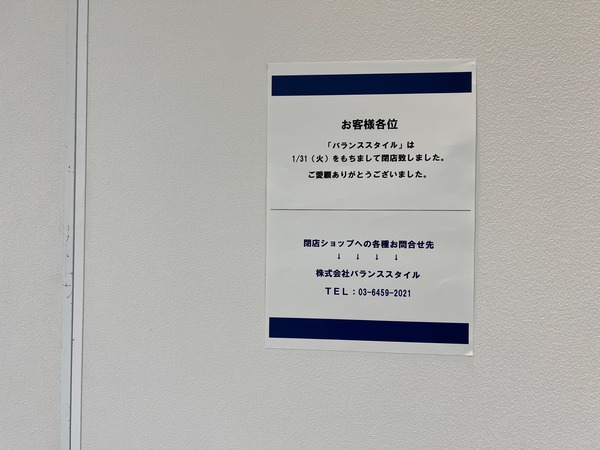 お客様各位
「バランススタイル」は
1/31（火）をもちまして閉店致しました。
ご愛顧ありがとうございました。
閉店ショップへの各種お問合せ先
↓ ↓ ↓ ↓
株式会社バランススタイル
ＴＥＬ：03-6459-2021